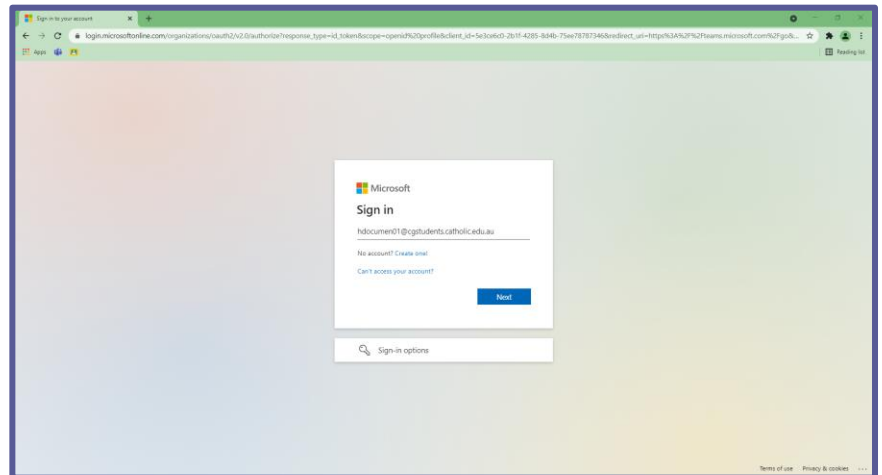 Sign in to your account
login.microsoftonline.com/organizations/oauth2/v2.0/authorize?response_type=id_token&scope=openid%20profile&client_id=5e3ce6c0-2b1f-4285-8d4b-75ee78787346&redirect_uri=https%3A%2F%2Fteams.microsoft.com%2Fgo&...
Apps
Reading list
Microsoft
Sign in
hdocumen01@cgstudents.catholic.edu.au
No account? Create one!
Can't access your account?
Next
Sign-in options
Terms of use Privacy & cookies ...